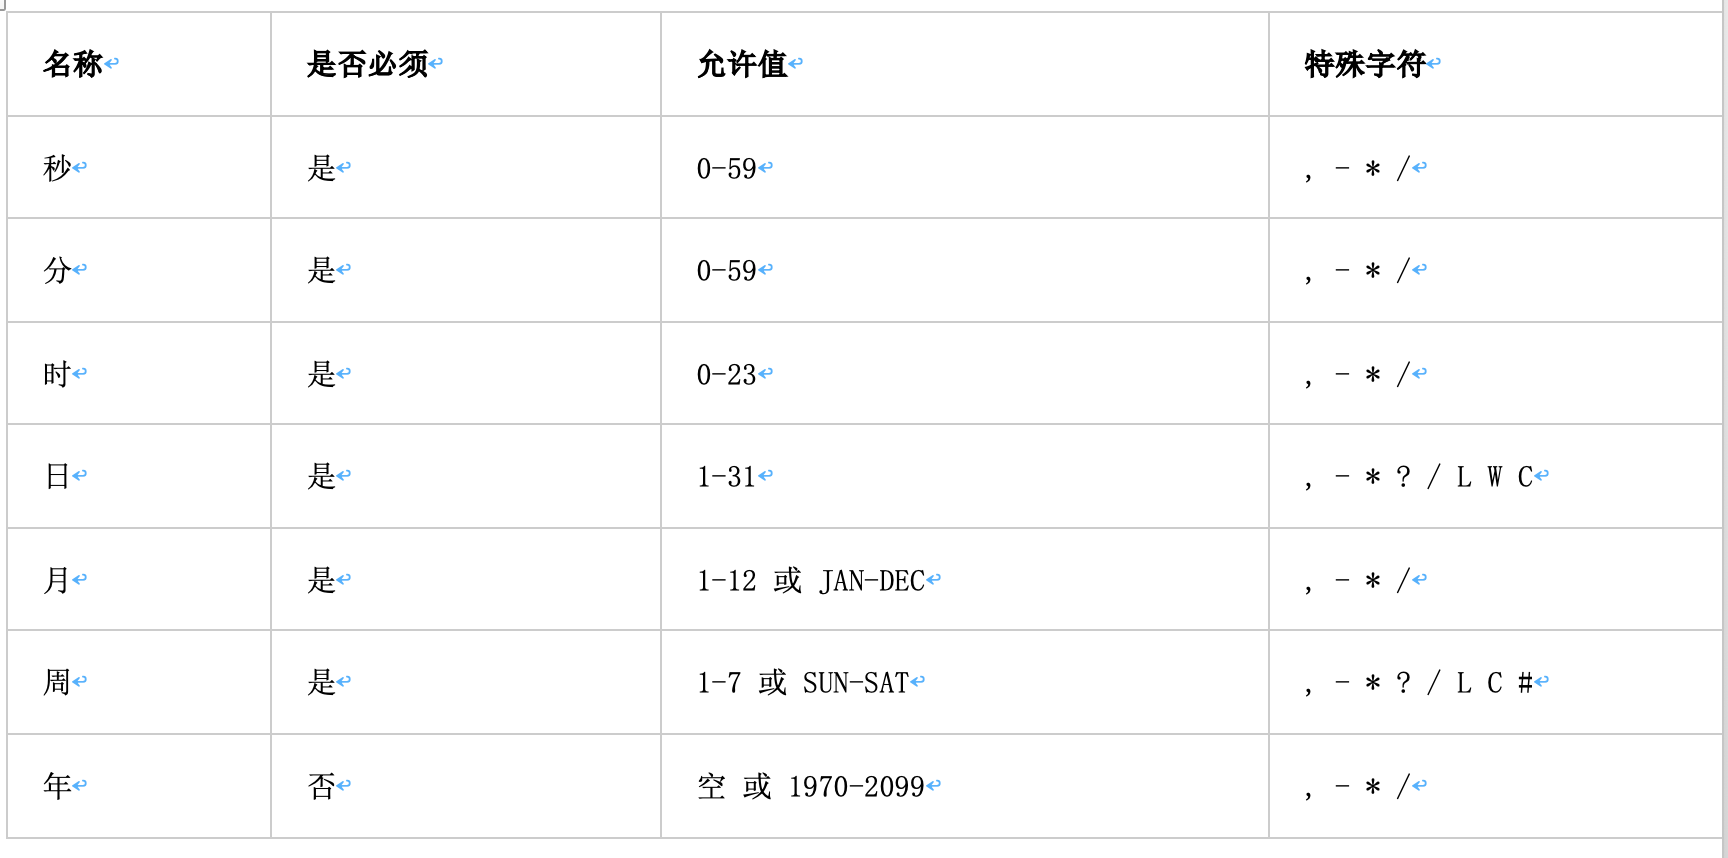 名称 是否必须 允许值 特殊字符
秒 是 0-59 , - * /
分 是 0-59 , - * /
时 是 0-23 , - * /
日 是 1-31 , - * ? / L W C
月 是 1-12 或 JAN-DEC , - * /
周 是 1-7 或 SUN-SAT , - * ? / L C #
年 否 空 或 1970-2099 , - * /